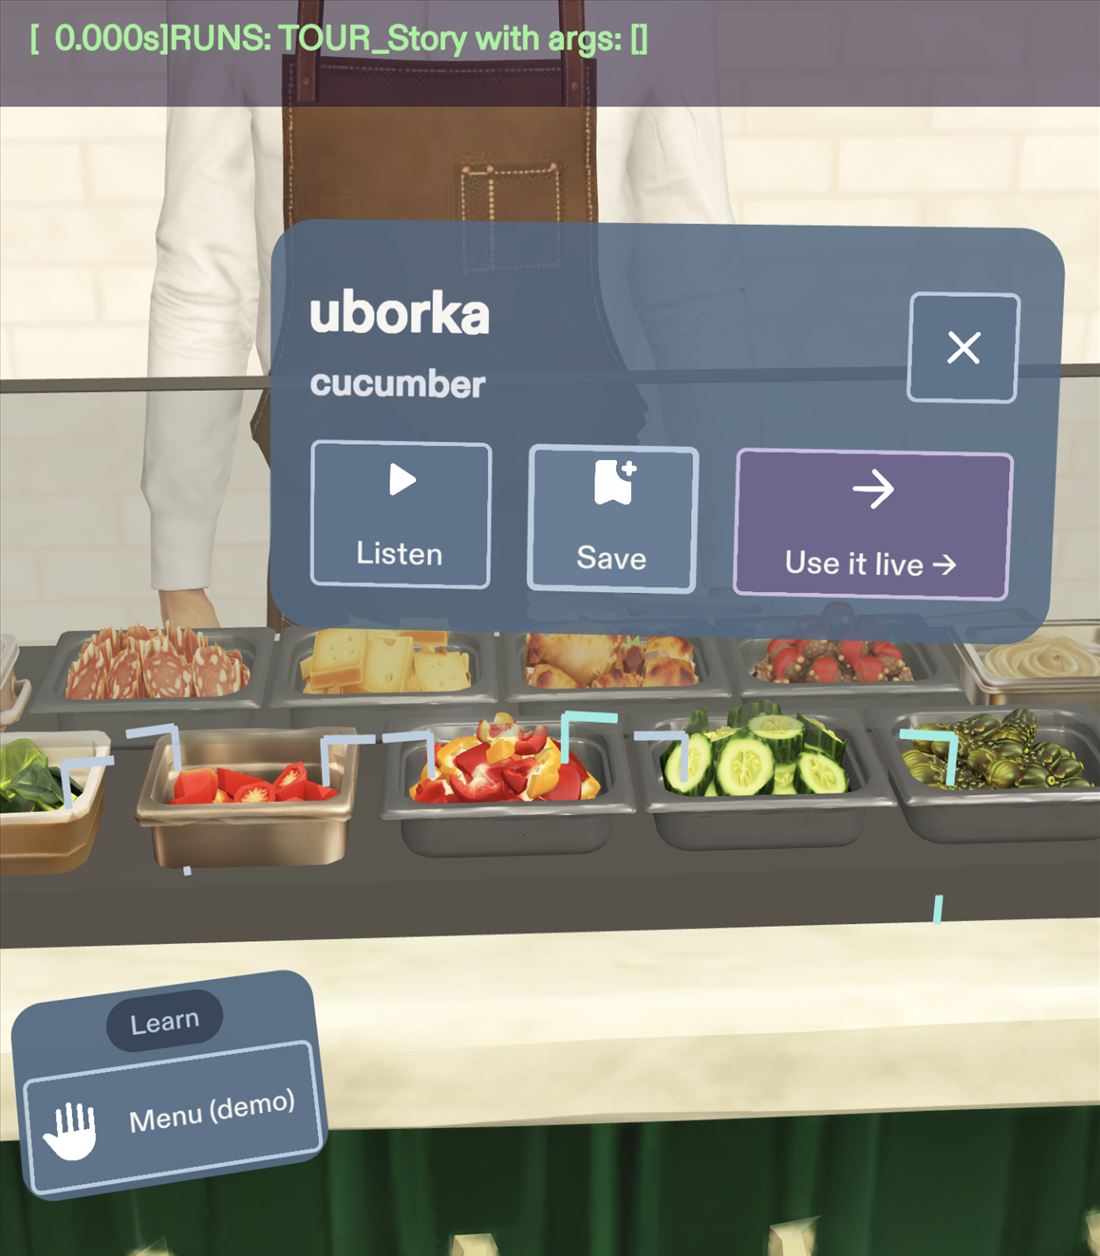 [  0.000s]RUNS: TOUR_Story with args: []
uborka
cucumber
Listen
Save
Use it live →
Learn
Menu (demo)